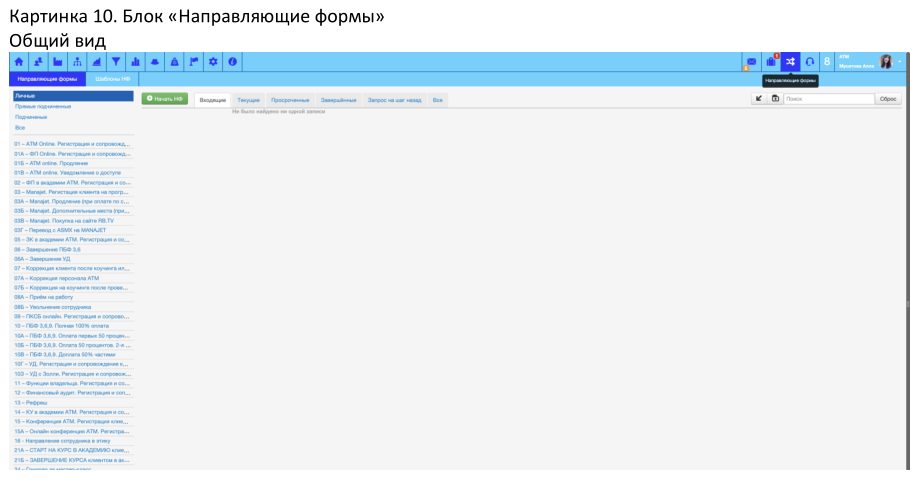 Картинка 10. Блок «Направляющие формы»
Общий вид
8
АТМ
Мусатова Анна
Направляющие формы
Шаблоны НФ
Направляющие формы
Личные
Прямые подчиненные
Подчиненные
Все
Начать НФ
Входящие
Текущие
Просроченные
Завершённые
Запрос на шаг назад
Все
Поиск
Сброс
Не было найдено ни одной записи
01 – АТМ Online. Регистрация и сопровожд...
01А – ФП Online. Регистрация и сопровожд...
01Б – АТМ online. Продление
01В – АТМ online. Уведомление о доступе
02 – ФП в академии АТМ. Регистрация и со...
03 – Manajet. Регистация клиента на прогр...
03А – Manajet. Продление (при оплате по с...
03Б – Manajet. Дополнительные места (при...
03В – Manajet. Покупка на сайте RB.TV
03Г – Перевод с ASMX на MANAJET
05 – ЭК в академии АТМ. Регистрация и со...
06 – Завершение ПБФ 3,6
06А – Завершение УД
07 – Коррекция клиента после коучинга ил...
07А – Коррекция персонала АТМ
07Б – Коррекция на коучинге после прове...
08А – Приём на работу
08Б – Увольнение сотрудника
09 – ПКСБ онлайн. Регистрация и сопрово...
10 – ПБФ 3,6,9. Полная 100% оплата
10А – ПБФ 3,6,9. Оплата первых 50 процен...
10Б – ПБФ 3,6,9. Оплата 50 процентов. 2-я ...
10В – ПБФ 3,6,9. Доплата 50% частями
10Г – УД. Регистрация и сопровождение к...
10З – УД с Золли. Регистрация и сопровож...
11 – Функции владельца. Регистрация и со...
12 – Финансовый аудит. Регистрация и соп...
13 – Рефреш
14 – КУ в академии АТМ. Регистрация и со...
15 – Конференция АТМ. Регистрация клие...
15А – Онлайн конференция АТМ. Регистра...
16 - Направление сотрудника в этику
21А – СТАРТ НА КУРС В АКАДЕМИЮ клие...
21Б – ЗАВЕРШЕНИЕ КУРСА клиентом в ак...